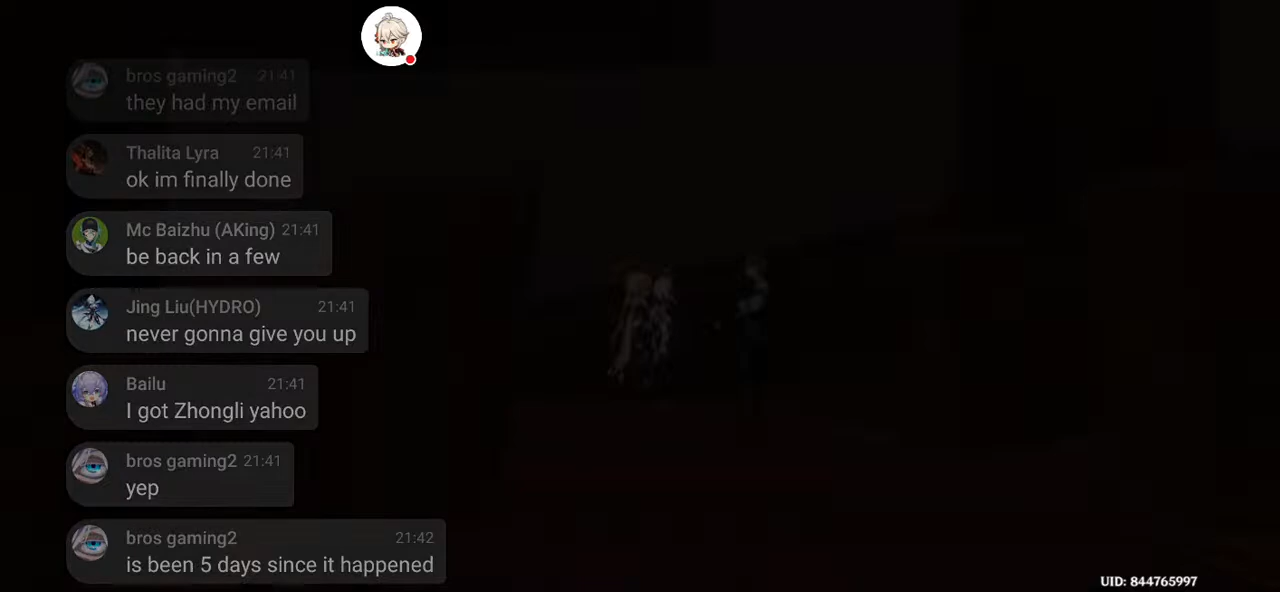 bros gaming2 21:41
they had my email
Thalita Lyra 21:41
ok im finally done
Mc Baizhu (AKing) 21:41
be back in a few
Jing Liu(HYDRO) 21:41
never gonna give you up
Bailu 21:41
I got Zhongli yahoo
bros gaming2 21:41
yep
bros gaming2 21:42
is been 5 days since it happened
UID: 844765997